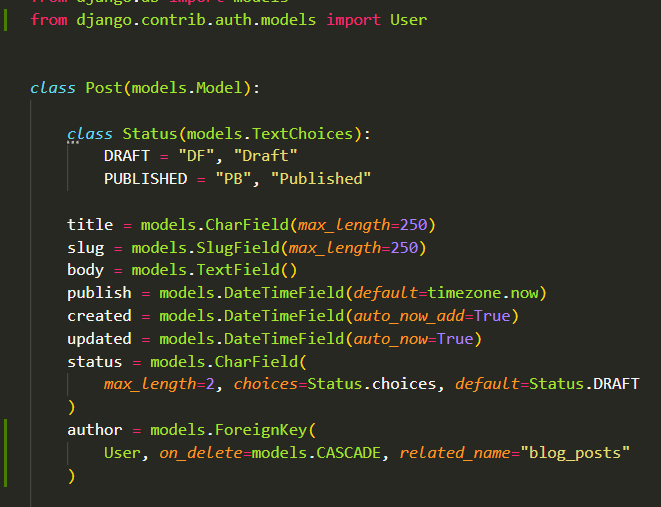 from django.db import models
from django.contrib.auth.models import User
class Post(models.Model):
class Status(models.TextChoices):
DRAFT = "DF", "Draft"
PUBLISHED = "PB", "Published"
title = models.CharField(max_length=250)
slug = models.SlugField(max_length=250)
body = models.TextField()
publish = models.DateTimeField(default=timezone.now)
created = models.DateTimeField(auto_now_add=True)
updated = models.DateTimeField(auto_now=True)
status = models.CharField(
max_length=2, choices=Status.choices, default=Status.DRAFT
)
author = models.ForeignKey(
User, on_delete=models.CASCADE, related_name="blog_posts"
)